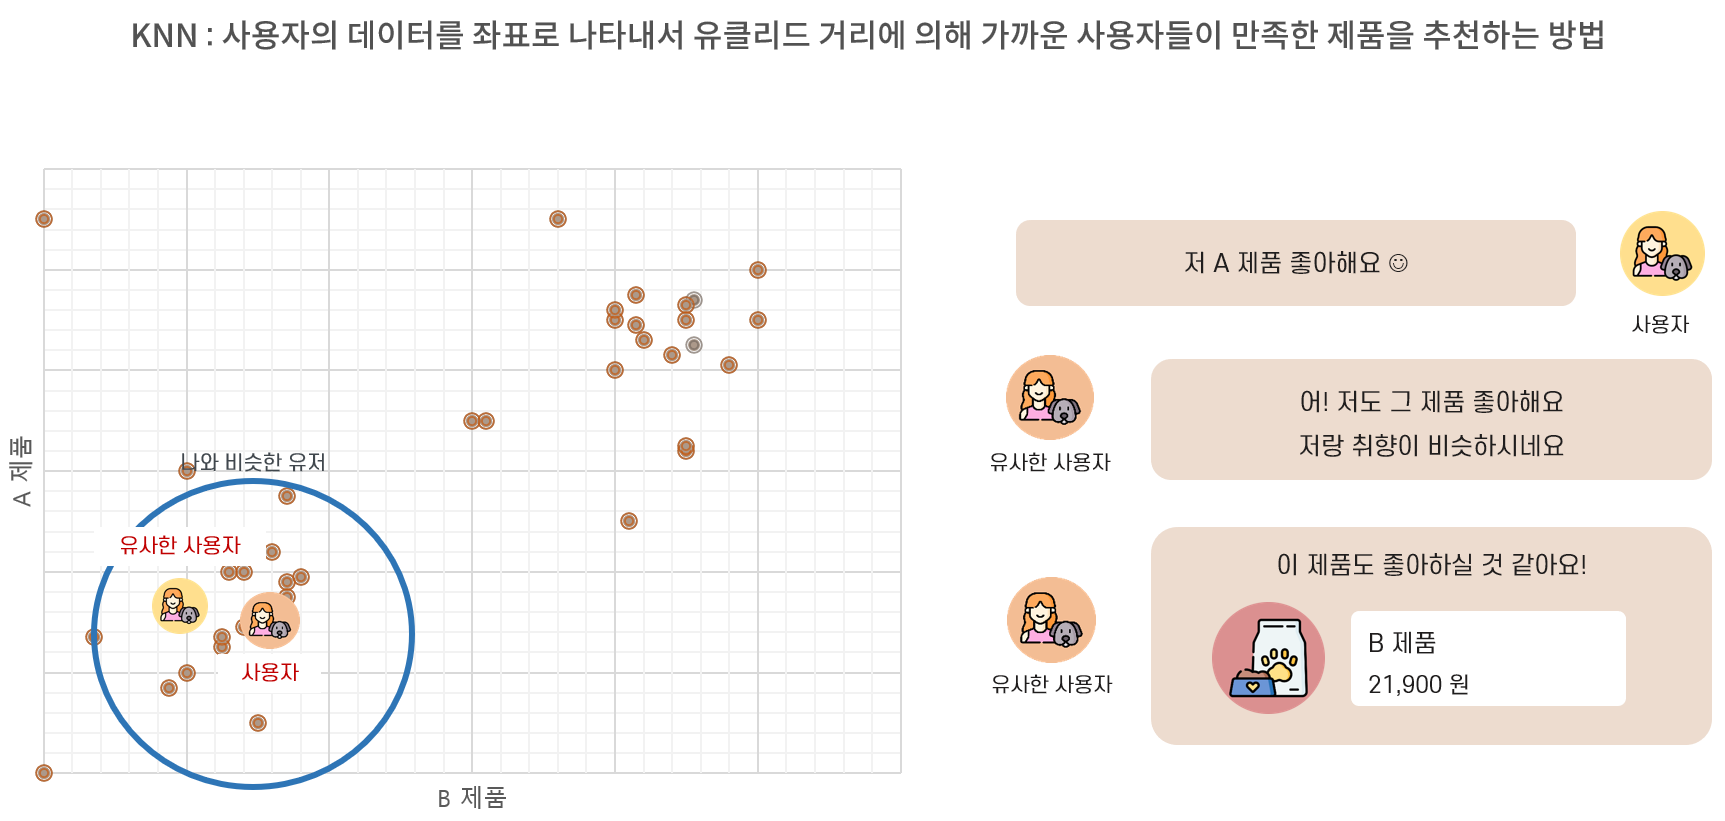 KNN : 사용자의 데이터를 좌표로 나타내서 유클리드 거리에 의해 가까운 사용자들이 만족한 제품을 추천하는 방법
A 제품
나와 비슷한 유저
유사한 사용자
사용자
B 제품
저 A 제품 좋아해요 ☺
사용자
어! 저도 그 제품 좋아해요
저랑 취향이 비슷하시네요
유사한 사용자
이 제품도 좋아하실 것 같아요!
B 제품
21,900 원
유사한 사용자